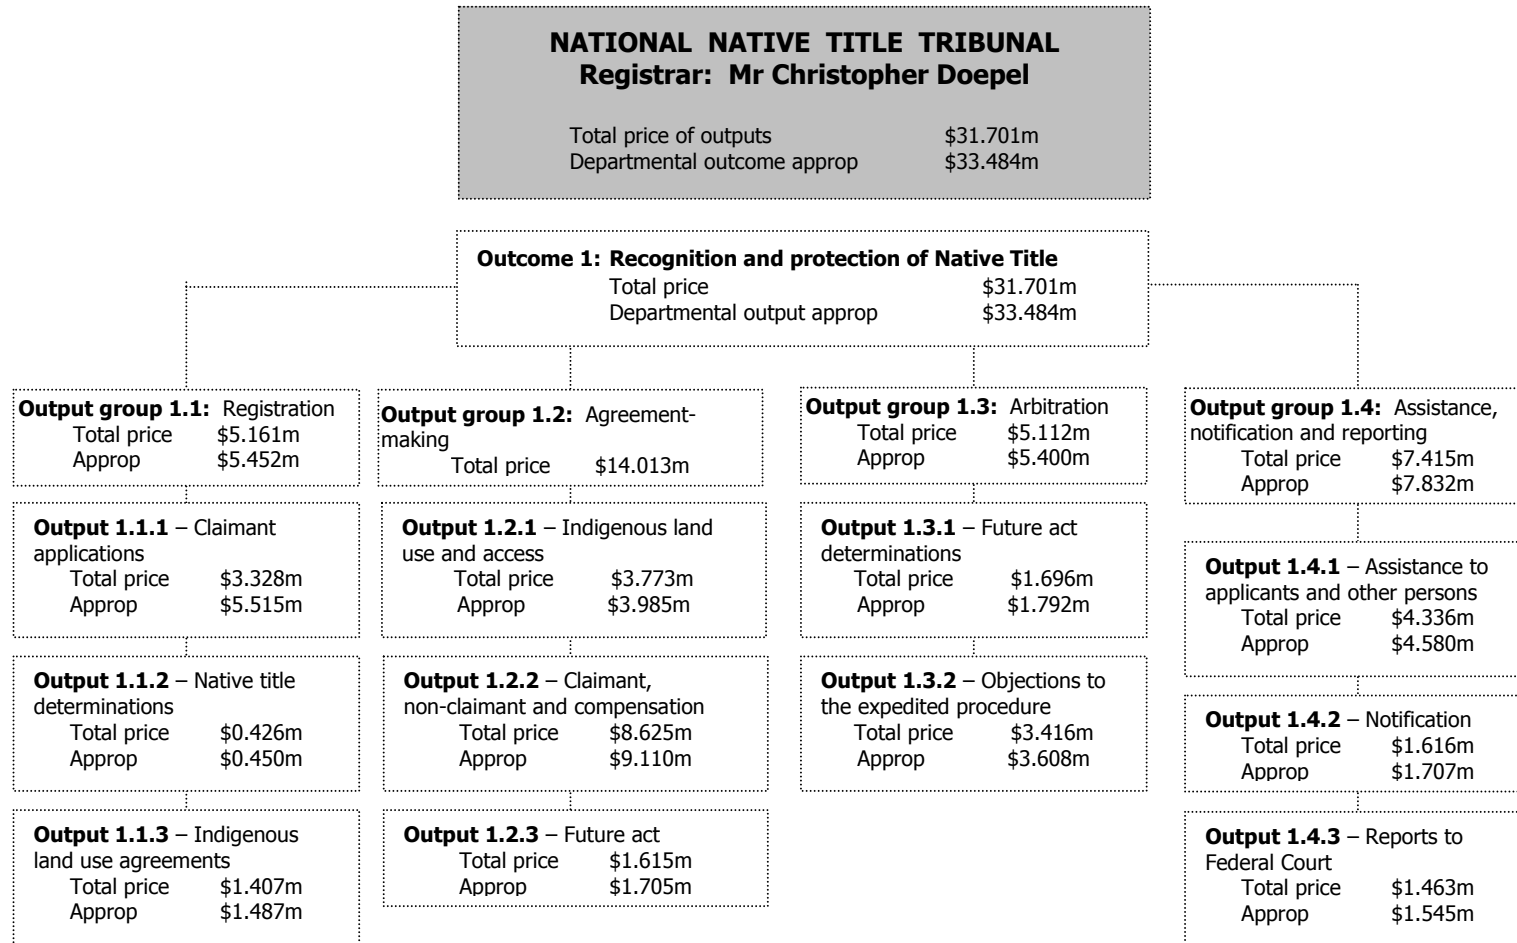 NATIONAL NATIVE TITLE TRIBUNAL
Registrar: Mr Christopher Doepel
Total price of outputs $31.701m
Departmental outcome approp $33.484m
Outcome 1: Recognition and protection of Native Title
Total price $31.701m
Departmental output approp $33.484m
Output group 1.1: Registration
Total price $5.161m
Approp $5.452m
Output 1.1.1 – Claimant
applications
Total price $3.328m
Approp $5.515m
Output 1.1.2 – Native title
determinations
Total price $0.426m
Approp $0.450m
Output 1.1.3 – Indigenous
land use agreements
Total price $1.407m
Approp $1.487m
Output group 1.2: Agreement-
making
Total price $14.013m
Output 1.2.1 – Indigenous land
use and access
Total price $3.773m
Approp $3.985m
Output 1.2.2 – Claimant,
non-claimant and compensation
Total price $8.625m
Approp $9.110m
Output 1.2.3 – Future act
Total price $1.615m
Approp $1.705m
Output group 1.3: Arbitration
Total price $5.112m
Approp $5.400m
Output 1.3.1 – Future act
determinations
Total price $1.696m
Approp $1.792m
Output 1.3.2 – Objections to
the expedited procedure
Total price $3.416m
Approp $3.608m
Output group 1.4: Assistance,
notification and reporting
Total price $7.415m
Approp $7.832m
Output 1.4.1 – Assistance to
applicants and other persons
Total price $4.336m
Approp $4.580m
Output 1.4.2 – Notification
Total price $1.616m
Approp $1.707m
Output 1.4.3 – Reports to
Federal Court
Total price $1.463m
Approp $1.545m